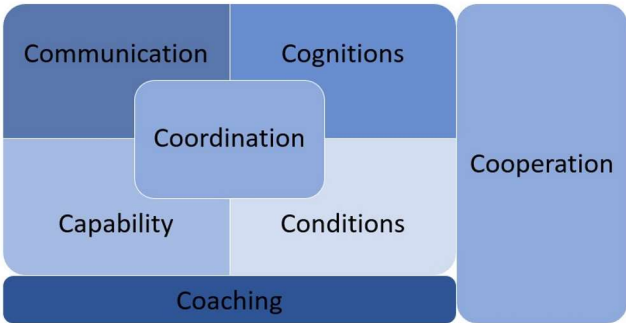 Communication
Cognitions
Coordination
Cooperation
Capability
Conditions
Coaching